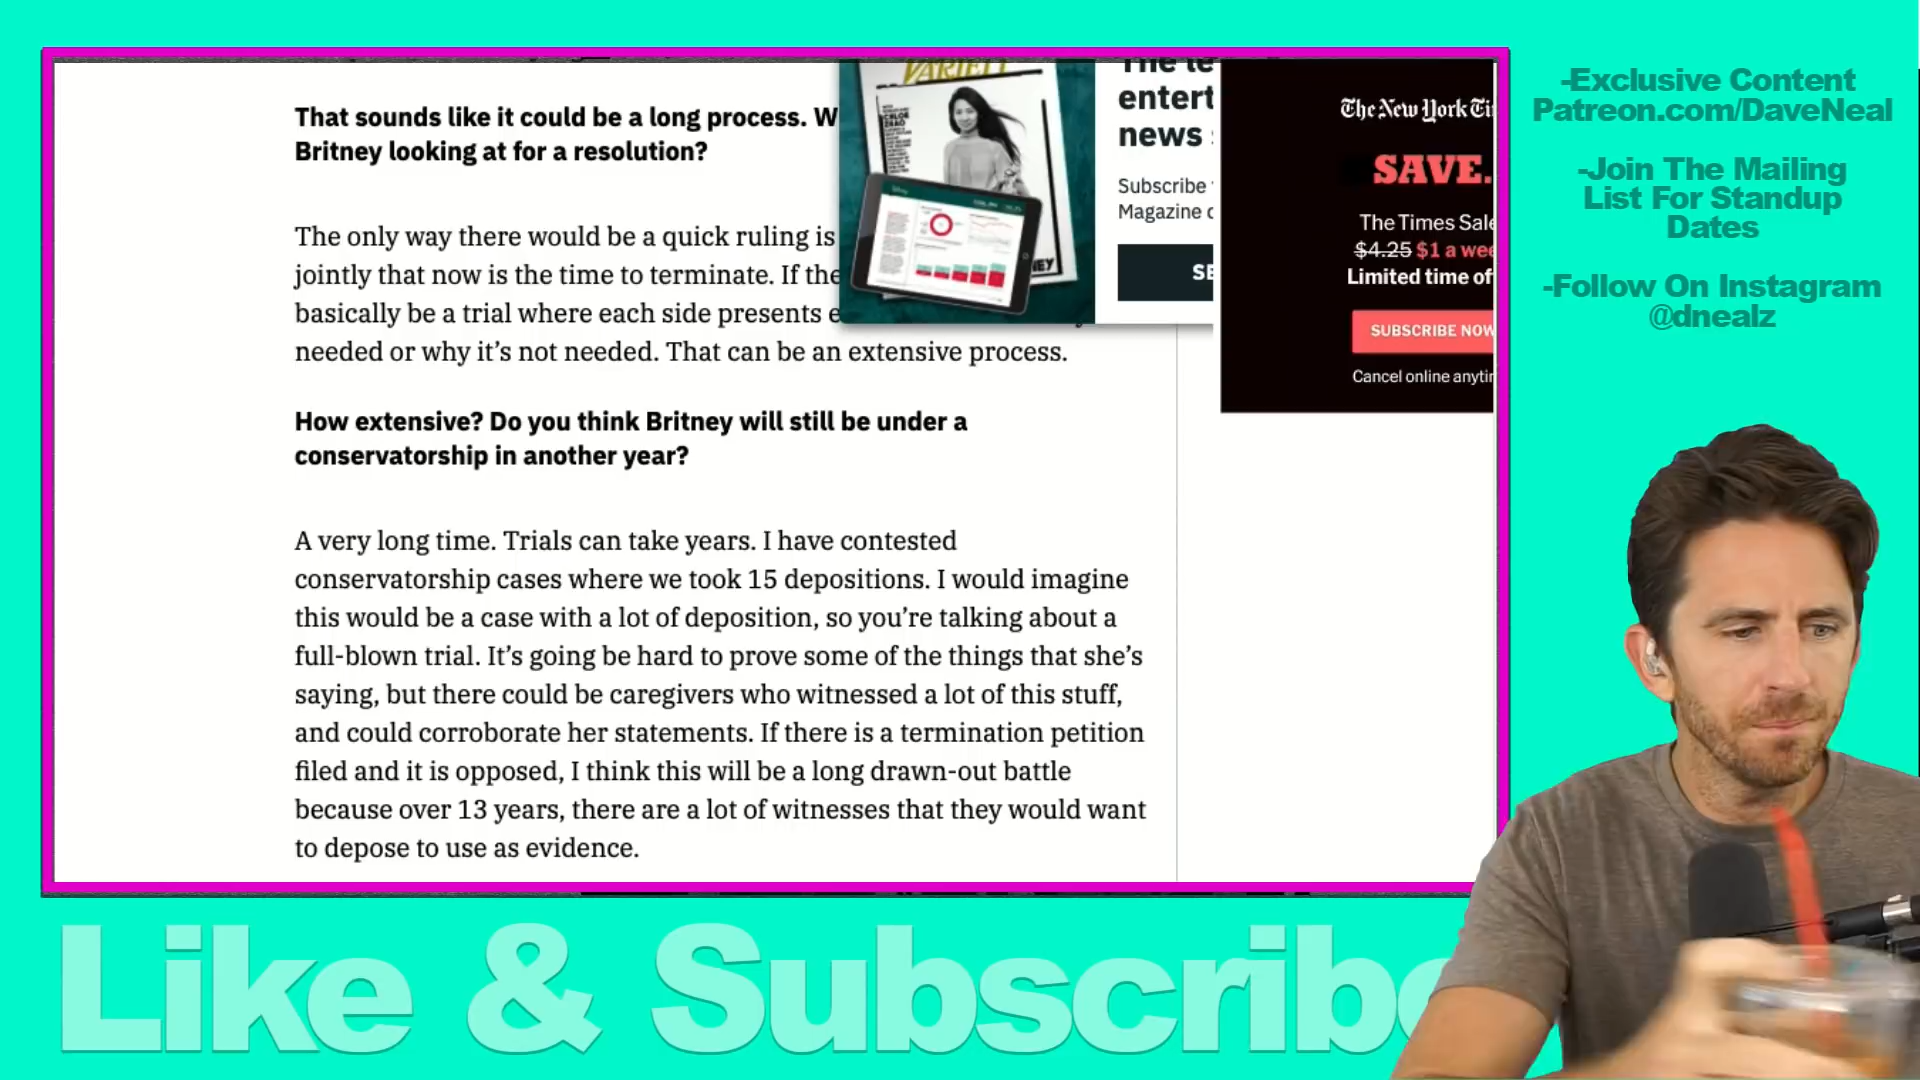 That sounds like it could be a long process. W
Britney looking at for a resolution?
The only way there would be a quick ruling is
jointly that now is the time to terminate. If the
basically be a trial where each side presents e
needed or why it's not needed. That can be an extensive process.
How extensive? Do you think Britney will still be under a
conservatorship in another year?
A very long time. Trials can take years. I have contested
conservatorship cases where we took 15 depositions. I would imagine
this would be a case with a lot of deposition, so you're talking about a
full-blown trial. It's going be hard to prove some of the things that she's
saying, but there could be caregivers who witnessed a lot of this stuff,
and could corroborate her statements. If there is a termination petition
filed and it is opposed, I think this will be a long drawn-out battle
because over 13 years, there are a lot of witnesses that they would want
to depose to use as evidence.
VARIETY
CHLOÉ
ZHAO
The le
entert
news
Subscribe
Magazine
SE
The New York Ti
SAVE.
The Times Sale
$4.25 $1 a wee
Limited time of
SUBSCRIBE NOW
Cancel online anytim
-Exclusive Content
Patreon.com/DaveNeal
-Join The Mailing
List For Standup
Dates
-Follow On Instagram
@dnealz
Like & Subscribe